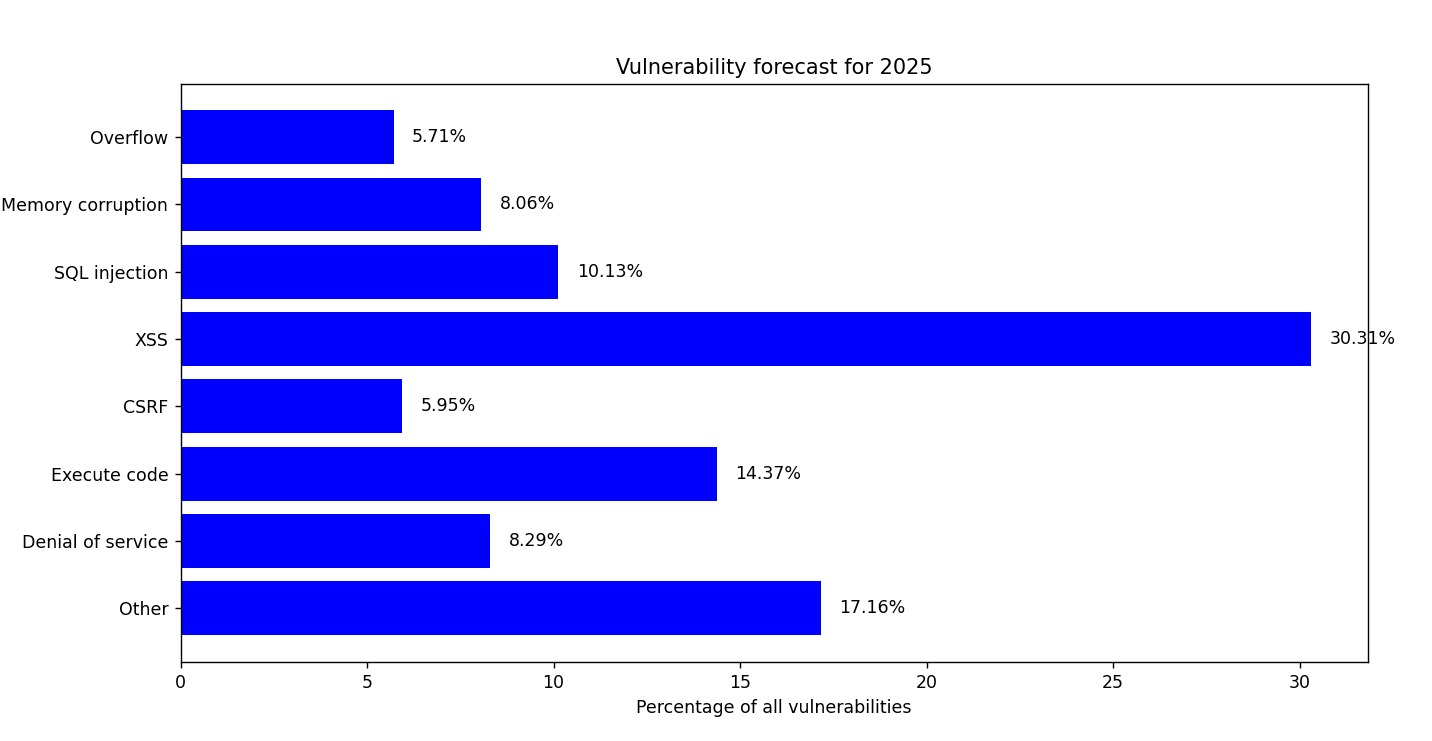 Vulnerability forecast for 2025
Overflow 5.71%
Memory corruption 8.06%
SQL injection 10.13%
XSS 30.31%
CSRF 5.95%
Execute code 14.37%
Denial of service 8.29%
Other 17.16%
0 5 10 15 20 25 30
Percentage of all vulnerabilities